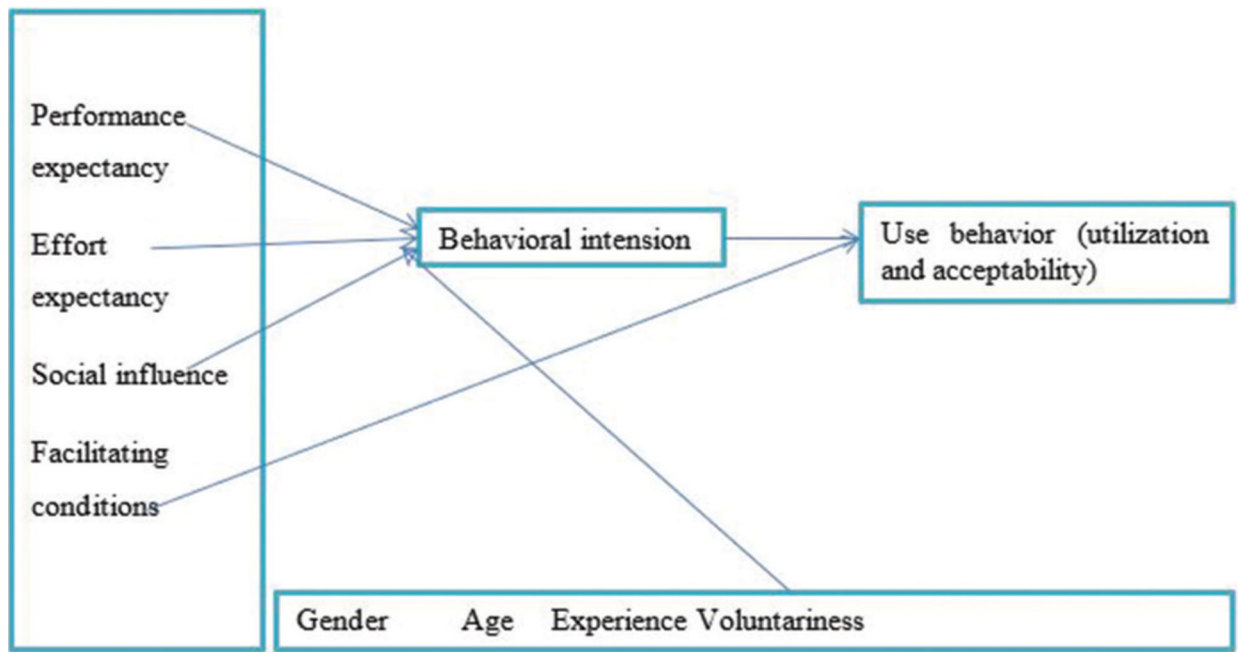 Performance
expectancy
Effort
expectancy
Social influence
Facilitating
conditions
Behavioral intension
Use behavior (utilization
and acceptability)
Gender Age Experience Voluntariness